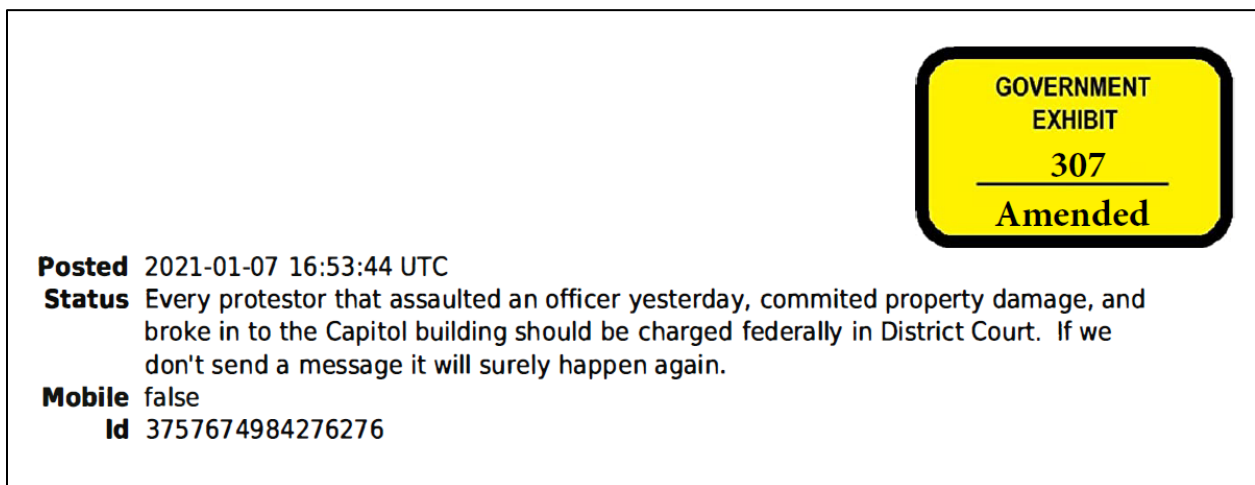 GOVERNMENT
EXHIBIT
307
Amended
Posted 2021-01-07 16:53:44 UTC
Status Every protestor that assaulted an officer yesterday, commited property damage, and
broke in to the Capitol building should be charged federally in District Court. If we
don't send a message it will surely happen again.
Mobile false
Id 3757674984276276